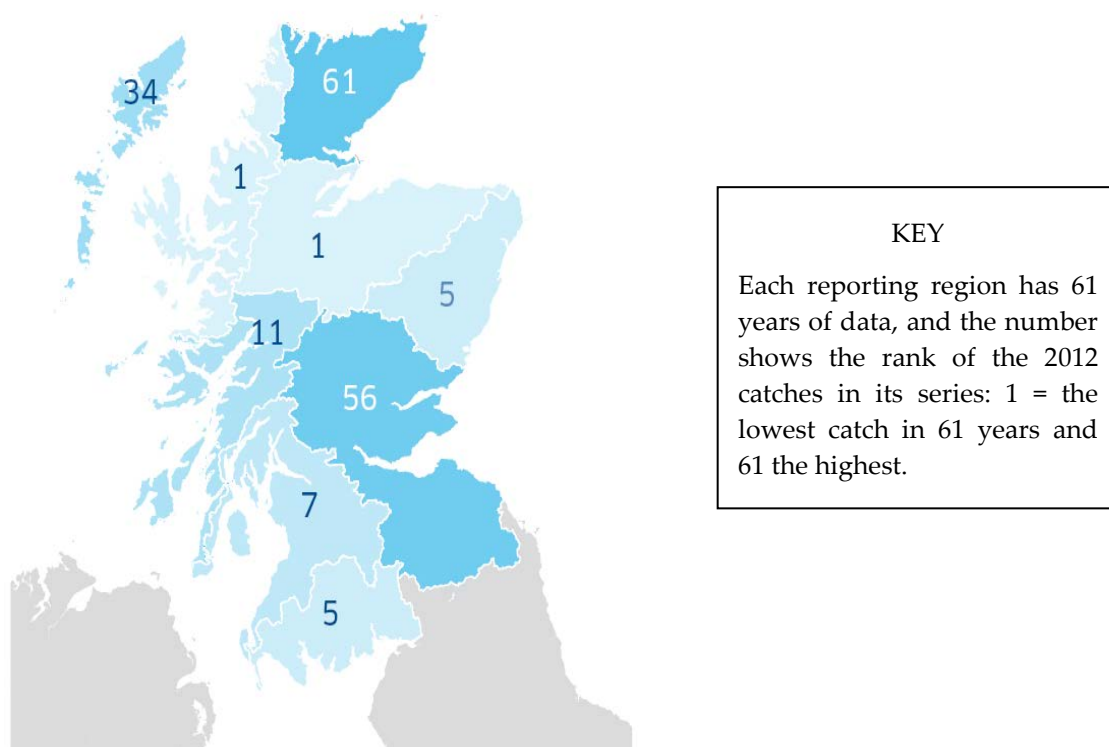 34
61
1
1
5
11
56
7
5
KEY
Each reporting region has 61
years of data, and the number
shows the rank of the 2012
catches in its series: 1 = the
lowest catch in 61 years and
61 the highest.